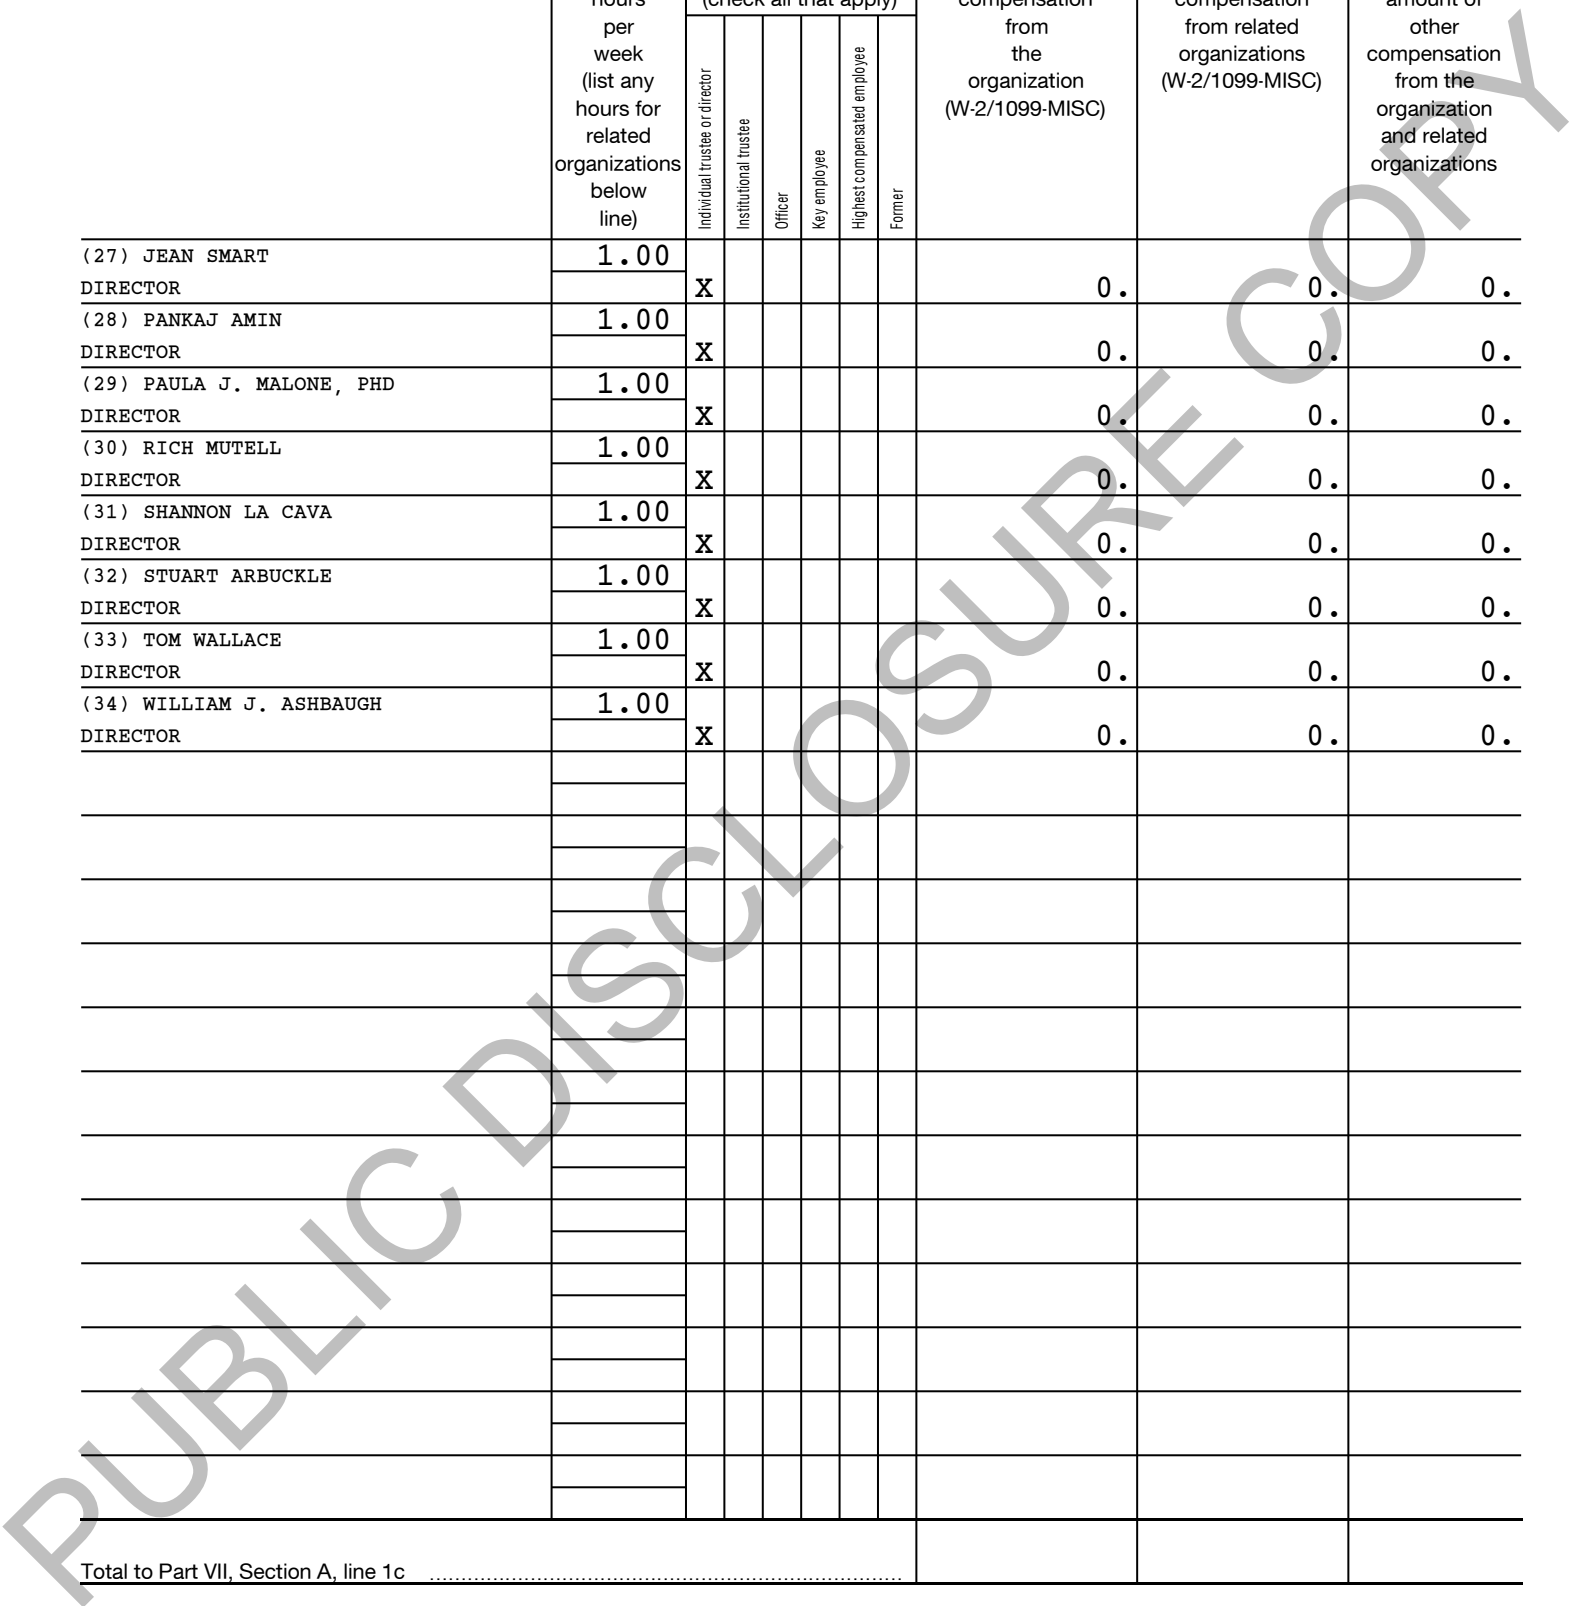 hours
per
week
(list any
hours for
related
organizations
below
line)
(check all that apply)
Individual trustee or director
Institutional trustee
Officer
Key employee
Highest compensated employee
Former
compensation
from
the
organization
(W-2/1099-MISC)
compensation
from related
organizations
(W-2/1099-MISC)
amount of
other
compensation
from the
organization
and related
organizations
(27) JEAN SMART 1.00
DIRECTOR X 0. 0. 0.
(28) PANKAJ AMIN 1.00
DIRECTOR X 0. 0. 0.
(29) PAULA J. MALONE, PHD 1.00
DIRECTOR X 0. 0. 0.
(30) RICH MUTELL 1.00
DIRECTOR X 0. 0. 0.
(31) SHANNON LA CAVA 1.00
DIRECTOR X 0. 0. 0.
(32) STUART ARBUCKLE 1.00
DIRECTOR X 0. 0. 0.
(33) TOM WALLACE 1.00
DIRECTOR X 0. 0. 0.
(34) WILLIAM J. ASHBAUGH 1.00
DIRECTOR X 0. 0. 0.
Total to Part VII, Section A, line 1c
PUBLIC DISCLOSURE COPY